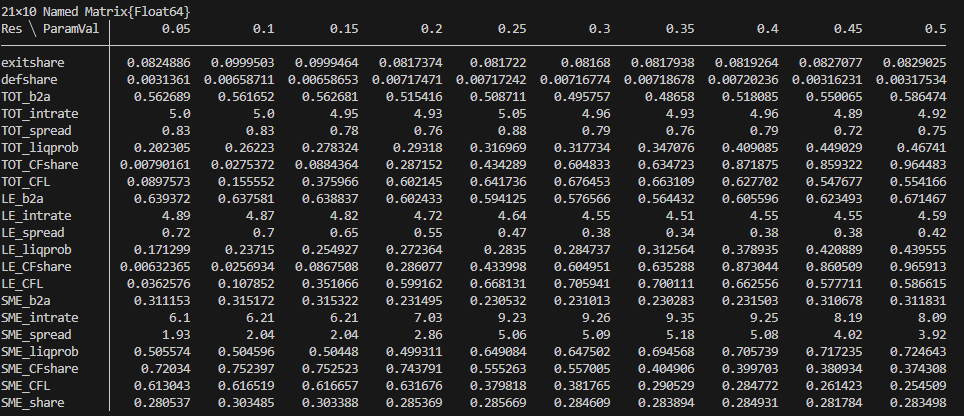 21×10 Named Matrix{Float64}
Res \ ParamVal │ 0.05 0.1 0.15 0.2 0.25 0.3 0.35 0.4 0.45 0.5
exitshare │ 0.0824886 0.0999503 0.0999464 0.0817374 0.081722 0.08168 0.0817938 0.0819264 0.0827077 0.0829025
defshare │ 0.0031361 0.00658711 0.00658653 0.00717471 0.00717242 0.00716774 0.00718678 0.00720236 0.00316231 0.00317534
TOT_b2a │ 0.562689 0.561652 0.562681 0.515416 0.508711 0.495757 0.48658 0.518085 0.550065 0.586474
TOT_intrate │ 5.0 5.0 4.95 4.93 5.05 4.96 4.93 4.96 4.89 4.92
TOT_spread │ 0.83 0.83 0.78 0.76 0.88 0.79 0.76 0.79 0.72 0.75
TOT_liqprob │ 0.202305 0.26223 0.278324 0.29318 0.316969 0.317734 0.347076 0.409085 0.449029 0.46741
TOT_CFshare │ 0.00790161 0.0275372 0.0884364 0.287152 0.434289 0.604833 0.634723 0.871875 0.859322 0.964483
TOT_CFL │ 0.0897573 0.155552 0.375966 0.602145 0.641736 0.676453 0.663109 0.627702 0.547677 0.554166
LE_b2a │ 0.639372 0.637581 0.638837 0.602433 0.594125 0.576566 0.564432 0.605596 0.623493 0.671467
LE_intrate │ 4.89 4.87 4.82 4.72 4.64 4.55 4.51 4.55 4.55 4.59
LE_spread │ 0.72 0.7 0.65 0.55 0.47 0.38 0.34 0.38 0.38 0.42
LE_liqprob │ 0.171299 0.23715 0.254927 0.272364 0.2835 0.284737 0.312564 0.378935 0.420889 0.439555
LE_CFshare │ 0.00632365 0.0256934 0.0867508 0.286077 0.433998 0.604951 0.635288 0.873044 0.860509 0.965913
LE_CFL │ 0.0362576 0.107852 0.351066 0.599162 0.668131 0.705941 0.700111 0.662556 0.577711 0.586615
SME_b2a │ 0.311153 0.315172 0.315322 0.231495 0.230532 0.231013 0.230283 0.231503 0.310678 0.311831
SME_intrate │ 6.1 6.21 6.21 7.03 9.23 9.26 9.35 9.25 8.19 8.09
SME_spread │ 1.93 2.04 2.04 2.86 5.06 5.09 5.18 5.08 4.02 3.92
SME_liqprob │ 0.505574 0.504596 0.50448 0.499311 0.649084 0.647502 0.694568 0.705739 0.717235 0.724643
SME_CFshare │ 0.72034 0.752397 0.752523 0.743791 0.555263 0.557005 0.404906 0.399703 0.380934 0.374308
SME_CFL │ 0.613043 0.616519 0.616657 0.631676 0.379818 0.381765 0.290529 0.284772 0.261423 0.254509
SME_share │ 0.280537 0.303485 0.303388 0.285369 0.285669 0.284609 0.283894 0.284931 0.281784 0.283498